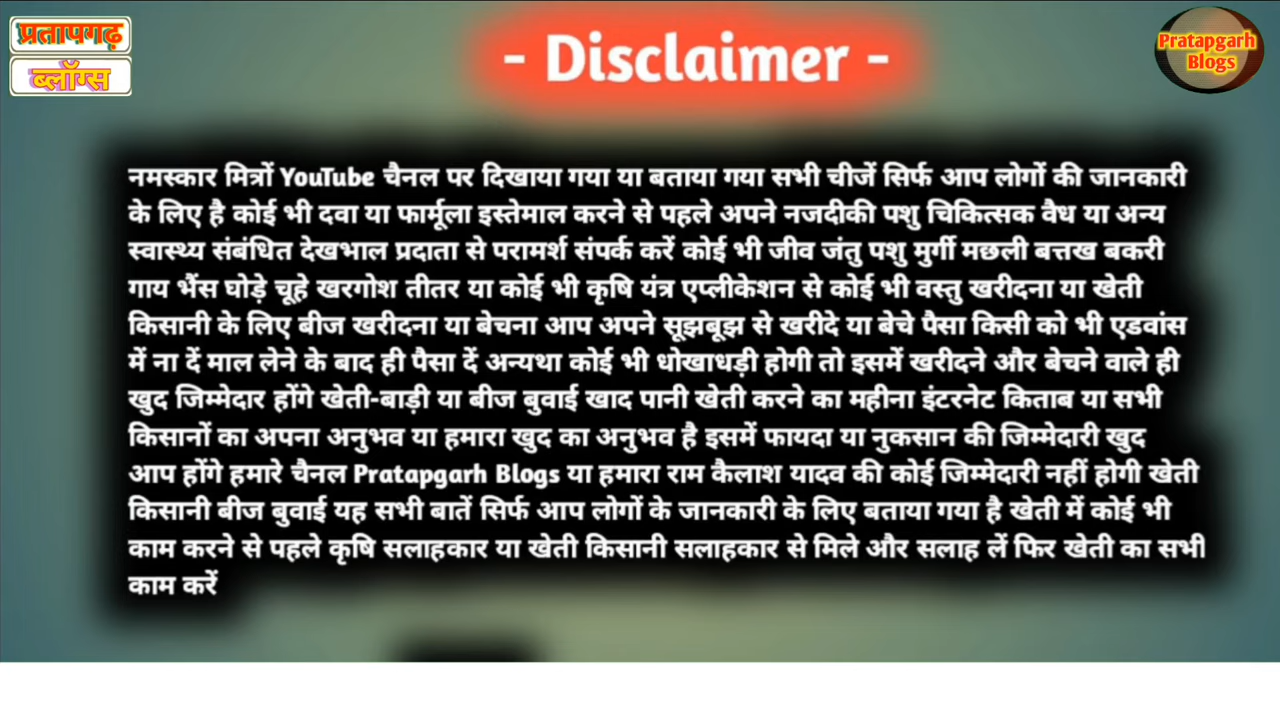 प्रतापगढ़
ब्लॉग्स
- Disclaimer -
Pratapgarh
Blogs
नमस्कार मित्रों YouTube चैनल पर दिखाया गया या बताया गया सभी चीजें सिर्फ आप लोगों की जानकारी
के लिए है कोई भी दवा या फार्मूला इस्तेमाल करने से पहले अपने नजदीकी पशु चिकित्सक वैध या अन्य
स्वास्थ्य संबंधित देखभाल प्रदाता से परामर्श संपर्क करें कोई भी जीव जंतु पशु मुर्गी मछली बत्तख बकरी
गाय भैंस घोड़े चूहे खरगोश तीतर या कोई भी कृषि यंत्र एप्लीकेशन से कोई भी वस्तु खरीदना या खेती
किसानी के लिए बीज खरीदना या बेचना आप अपने सूझबूझ से खरीदे या बेचे पैसा किसी को भी एडवांस
में ना दें माल लेने के बाद ही पैसा दें अन्यथा कोई भी धोखाधड़ी होगी तो इसमें खरीदने और बेचने वाले ही
खुद जिम्मेदार होंगे खेती-बाड़ी या बीज बुवाई खाद पानी खेती करने का महीना इंटरनेट किताब या सभी
किसानों का अपना अनुभव या हमारा खुद का अनुभव है इसमें फायदा या नुकसान की जिम्मेदारी खुद
आप होंगे हमारे चैनल Pratapgarh Blogs या हमारा राम कैलाश यादव की कोई जिम्मेदारी नहीं होगी खेती
किसानी बीज बुवाई यह सभी बातें सिर्फ आप लोगों के जानकारी के लिए बताया गया है खेती में कोई भी
काम करने से पहले कृषि सलाहकार या खेती किसानी सलाहकार से मिले और सलाह लें फिर खेती का सभी
काम करें